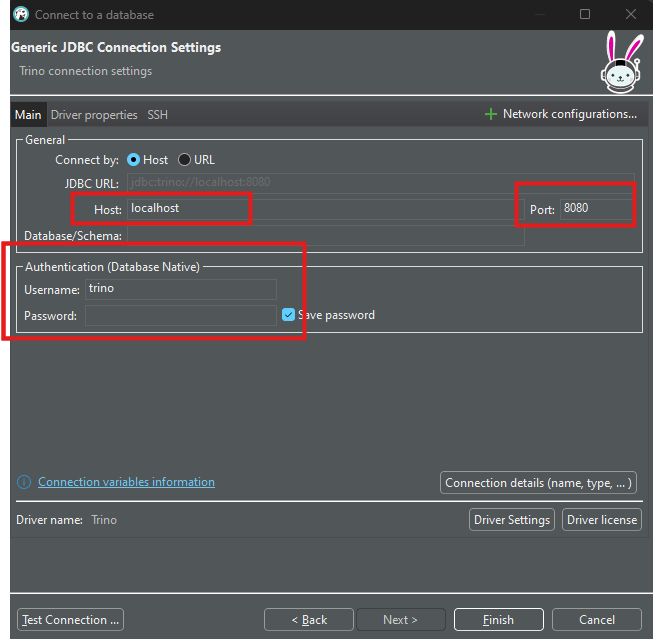 Connect to a database
Generic JDBC Connection Settings
Trino connection settings
Main Driver properties SSH Network configurations...
General
Connect by: Host URL
JDBC URL: jdbc:trino://localhost:8080
Host: localhost Port: 8080
Database/Schema:
Authentication (Database Native)
Username: trino
Password: Save password
Connection variables information Connection details (name, type, ... )
Driver name: Trino Driver Settings Driver license
Test Connection ... < Back Next > Finish Cancel